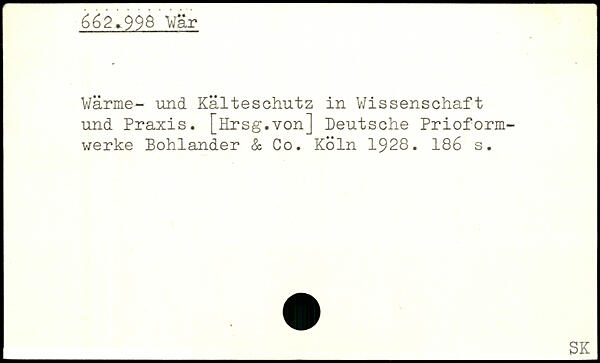 662.998 Wär
Wärme- und Kälteschutz in Wissenschaft
und Praxis. [Hrsg.von] Deutsche Prioform-
werke Bohlander & Co. Köln 1928. 186 s.
SK